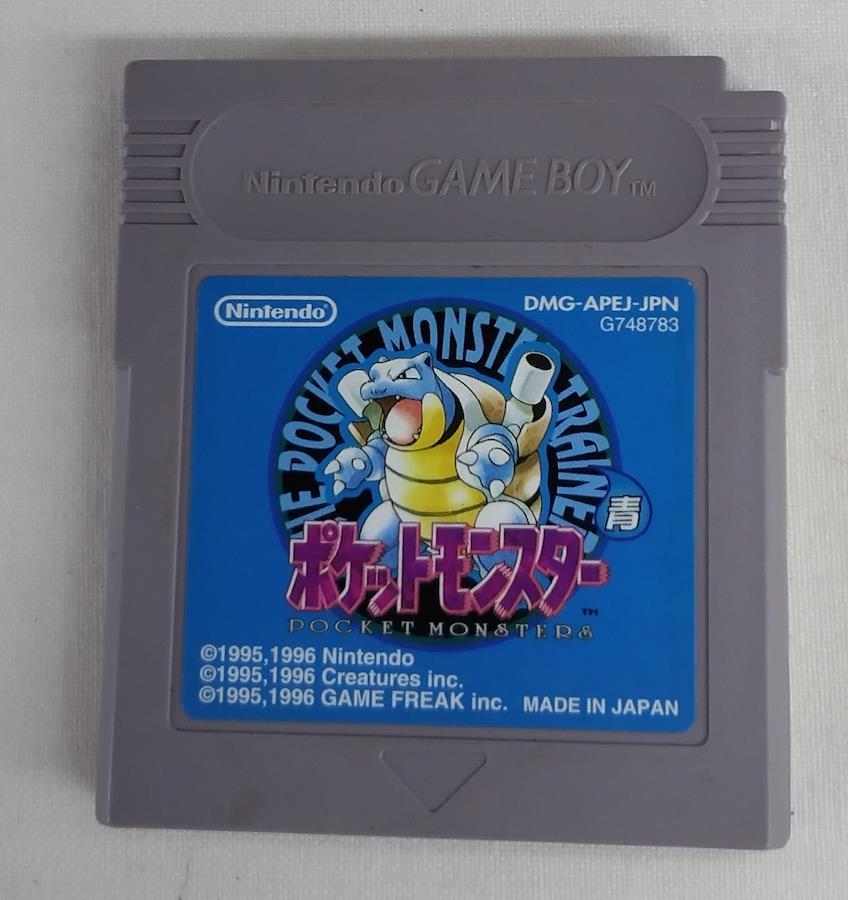 Nintendo GAME BOY TM
Nintendo®
DMG-APEJ-JPN
G748783
THE POCKET MONSTER TRAINER
青
ポケットモンスター
TM
POCKET MONSTERS
©1995,1996 Nintendo
©1995,1996 Creatures inc.
©1995,1996 GAME FREAK inc. MADE IN JAPAN